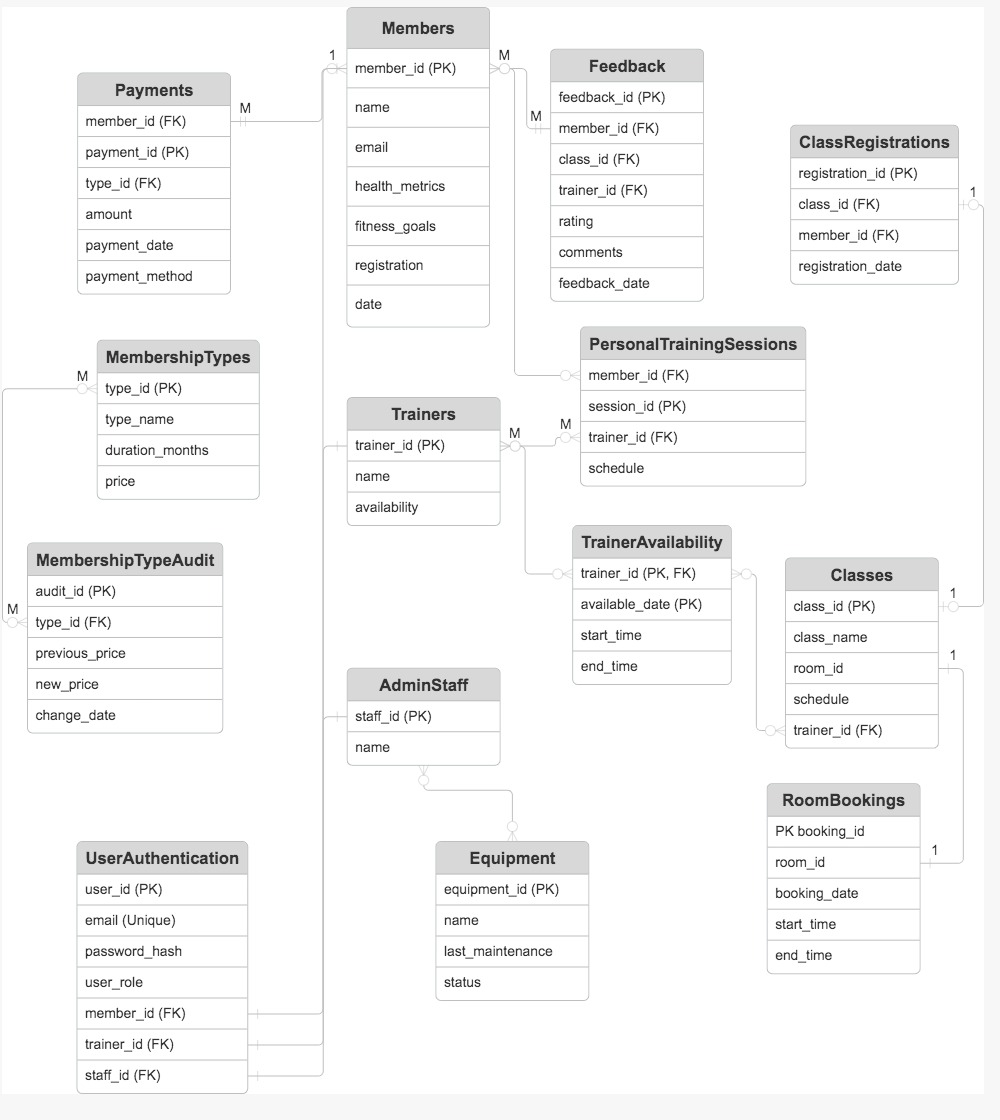 Members
1
member_id (PK)
M
name
email
health_metrics
fitness_goals
registration
date
Payments
member_id (FK)
M
payment_id (PK)
type_id (FK)
amount
payment_date
payment_method
Feedback
feedback_id (PK)
M
member_id (FK)
class_id (FK)
trainer_id (FK)
rating
comments
feedback_date
ClassRegistrations
registration_id (PK)
1
class_id (FK)
member_id (FK)
registration_date
MembershipTypes
M
type_id (PK)
type_name
duration_months
price
Trainers
trainer_id (PK)
M
name
availability
PersonalTrainingSessions
member_id (FK)
session_id (PK)
M
trainer_id (FK)
schedule
MembershipTypeAudit
audit_id (PK)
M
type_id (FK)
previous_price
new_price
change_date
TrainerAvailability
trainer_id (PK, FK)
available_date (PK)
start_time
end_time
Classes
class_id (PK)
1
class_name
room_id
1
schedule
trainer_id (FK)
AdminStaff
staff_id (PK)
name
RoomBookings
PK booking_id
room_id
1
booking_date
start_time
end_time
UserAuthentication
user_id (PK)
email (Unique)
password_hash
user_role
member_id (FK)
trainer_id (FK)
staff_id (FK)
Equipment
equipment_id (PK)
name
last_maintenance
status